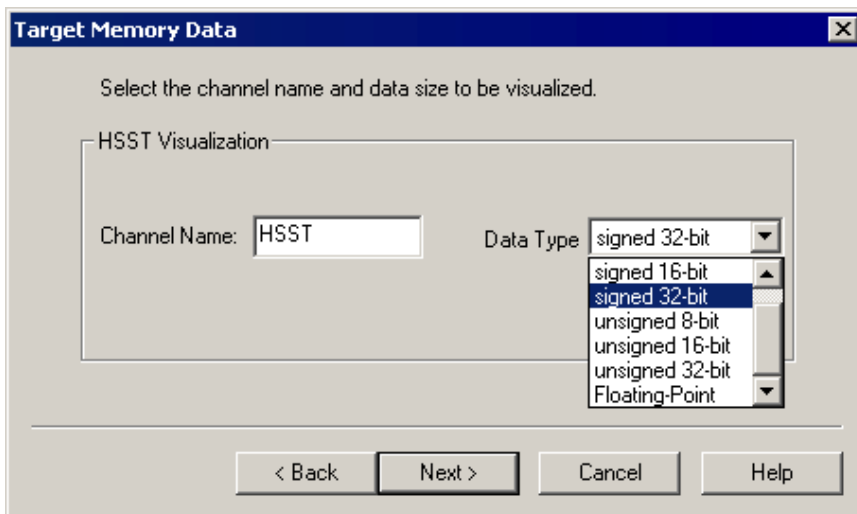 Target Memory Data
Select the channel name and data size to be visualized.
HSST Visualization
Channel Name: HSST Data Type signed 32-bit
signed 16-bit
signed 32-bit
unsigned 8-bit
unsigned 16-bit
unsigned 32-bit
Floating-Point
< Back Next > Cancel Help